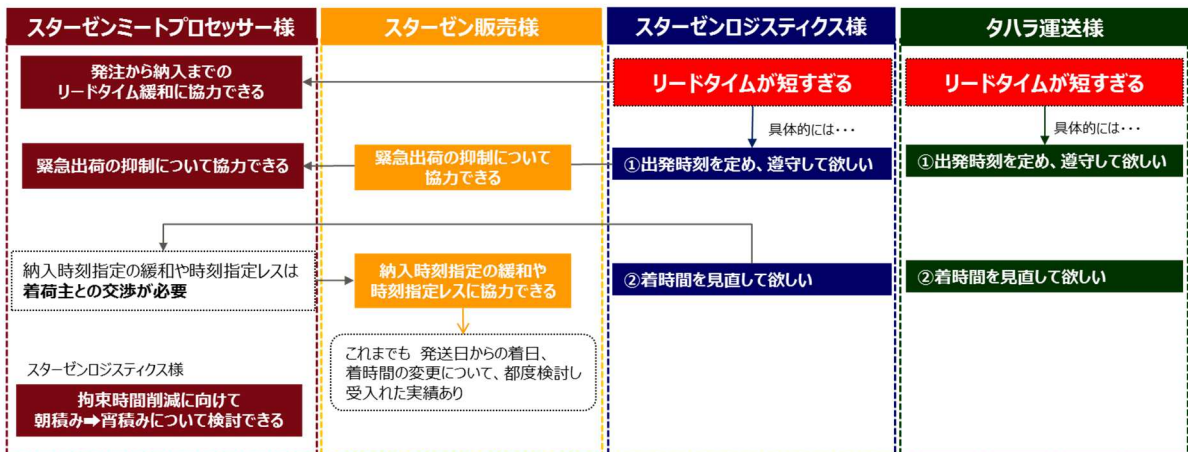 スターゼンミートプロセッサー様
スターゼン販売様
スターゼンロジスティクス様
タハラ運送様
発注から納入までの
リードタイム緩和に協力できる
リードタイムが短すぎる
リードタイムが短すぎる
具体的には・・・
具体的には・・・
緊急出荷の抑制について協力できる
緊急出荷の抑制について
協力できる
①出発時刻を定め、遵守して欲しい
①出発時刻を定め、遵守して欲しい
納入時刻指定の緩和や時刻指定レスは
着荷主との交渉が必要
納入時刻指定の緩和や
時刻指定レスに協力できる
②着時間を見直して欲しい
②着時間を見直して欲しい
これまでも 発送日からの着日、
着時間の変更について、都度検討し
受入れた実績あり
スターゼンロジスティクス様
拘束時間削減に向けて
朝積み➡宵積みについて検討できる